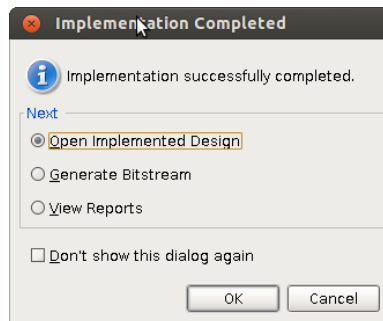 Implementation Completed
Implementation successfully completed.
Next
Open Implemented Design
Generate Bitstream
View Reports
Don't show this dialog again
OK
Cancel